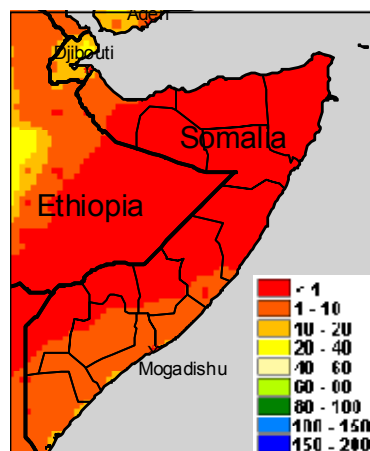 Aden
Djibouti
Somalia
Ethiopia
Mogadishu
< 1
1 - 10
10 - 20
20 - 40
40 - 60
60 - 80
80 - 100
100 - 150
150 - 200